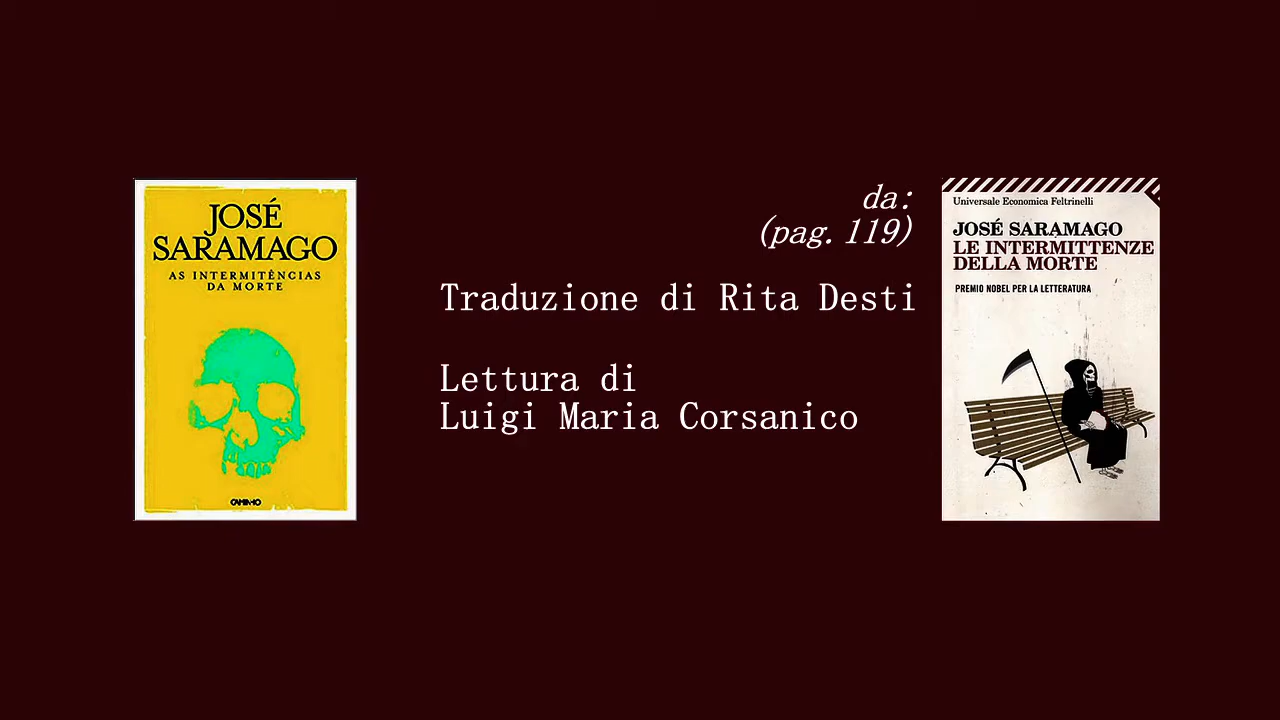 JOSÉ
SARAMAGO
AS INTERMITÊNCIAS
DA MORTE
CAMINHO
da:
(pag. 119)
Traduzione di Rita Desti
Lettura di
Luigi Maria Corsanico
Universale Economica Feltrinelli
JOSÉ SARAMAGO
LE INTERMITTENZE
DELLA MORTE
PREMIO NOBEL PER LA LETTERATURA